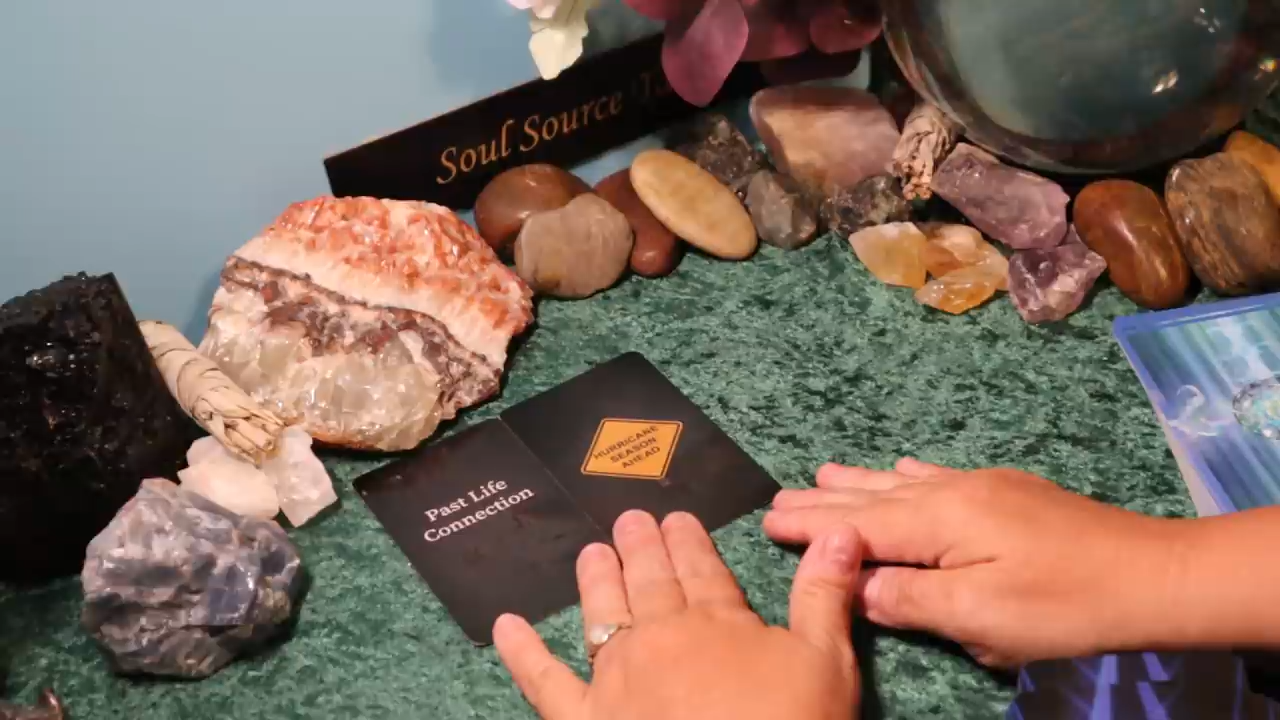 Soul Source
Past Life
Connection
HURRICANE
SEASON
AHEAD